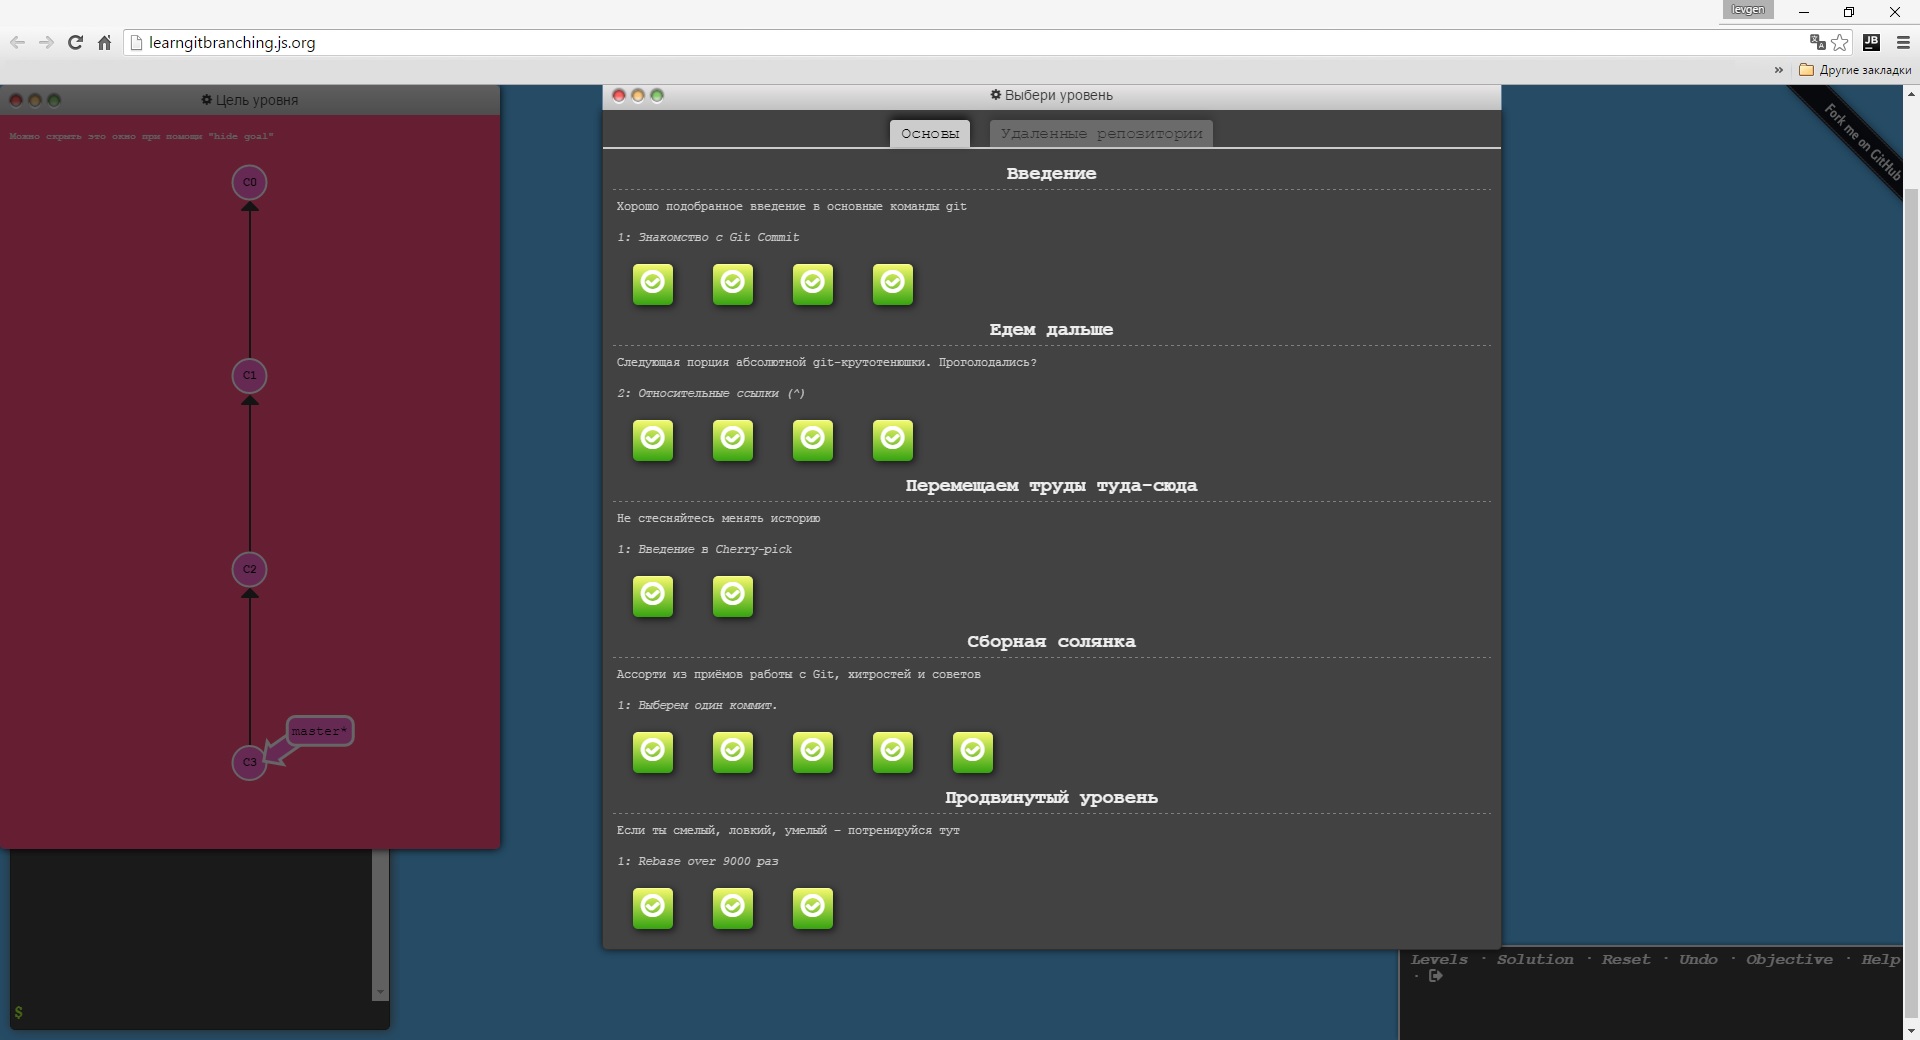 Ievgen
learngitbranching.js.org
JB
» Другие закладки
Цель уровня
Можно скрыть это окно при помощи "hide goal"
C0
C1
C2
master*
C3
$
Выбери уровень
Основы
Удаленные репозитории
Введение
Хорошо подобранное введение в основные команды git
1: Знакомство с Git Commit
Едем дальше
Следующая порция абсолютной git-крутотенюшки. Проголодались?
2: Относительные ссылки (^)
Перемещаем труды туда-сюда
Не стесняйтесь менять историю
1: Введение в Cherry-pick
Сборная солянка
Ассорти из приёмов работы с Git, хитростей и советов
1: Выберем один коммит.
Продвинутый уровень
Если ты смелый, ловкий, умелый - потренируйся тут
1: Rebase over 9000 раз
Fork me on GitHub
Levels · Solution · Reset · Undo · Objective · Help
·